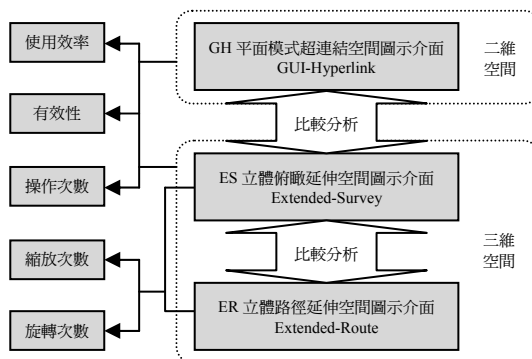 使用效率
有效性
操作次數
縮放次數
旋轉次數
GH 平面模式超連結空間圖示介面
GUI-Hyperlink
二維
空間
比較分析
ES 立體俯瞰延伸空間圖示介面
Extended-Survey
比較分析
三維
空間
ER 立體路徑延伸空間圖示介面
Extended-Route